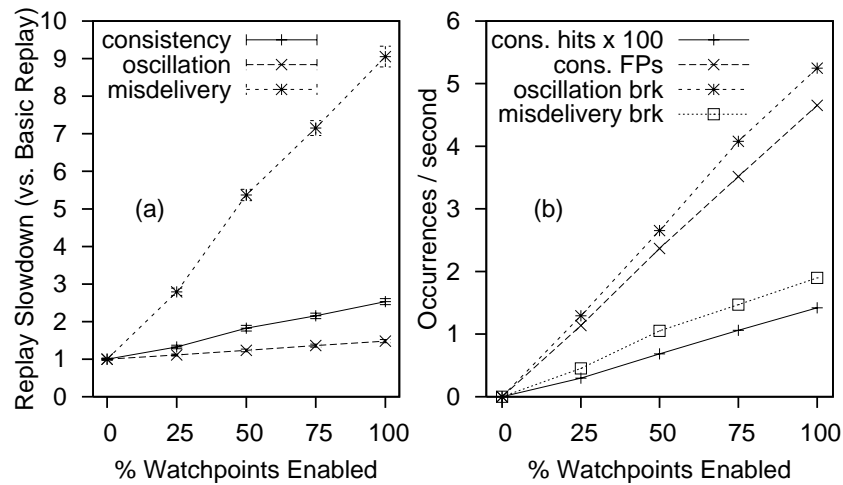 Replay Slowdown (vs. Basic Replay)
10
9
8
7
6
5
4
3
2
1
0
consistency
oscillation
misdelivery
(a)
0 25 50 75 100
% Watchpoints Enabled
Occurrences / second
6
5
4
3
2
1
0
cons. hits x 100
cons. FPs
oscillation brk
misdelivery brk
(b)
0 25 50 75 100
% Watchpoints Enabled